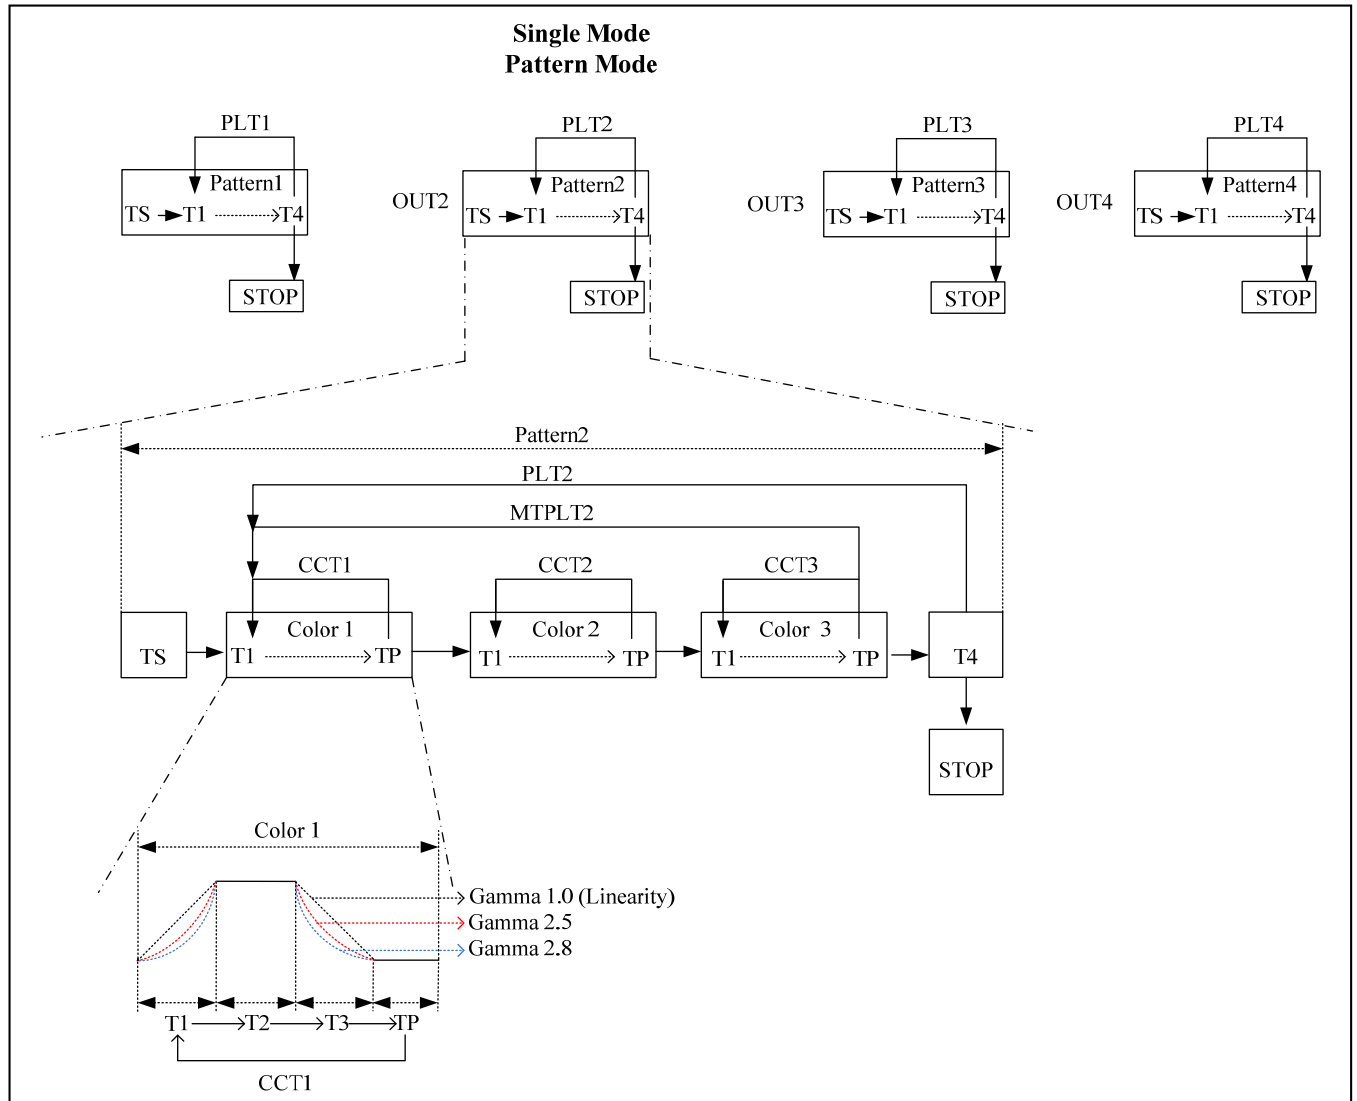 Single Mode
Pattern Mode
PLT1 PLT2 PLT3 PLT4
Pattern1 Pattern2 Pattern3 Pattern4
OUT2 OUT3 OUT4
TS T1 T4 TS T1 T4 TS T1 T4 TS T1 T4
STOP STOP STOP STOP
Pattern2
PLT2
MTPLT2
CCT1 CCT2 CCT3
Color 1 Color 2 Color 3
TS T1 TP T1 TP T1 TP T4
STOP
Color 1
Gamma 1.0 (Linearity)
Gamma 2.5
Gamma 2.8
T1 T2 T3 TP
CCT1